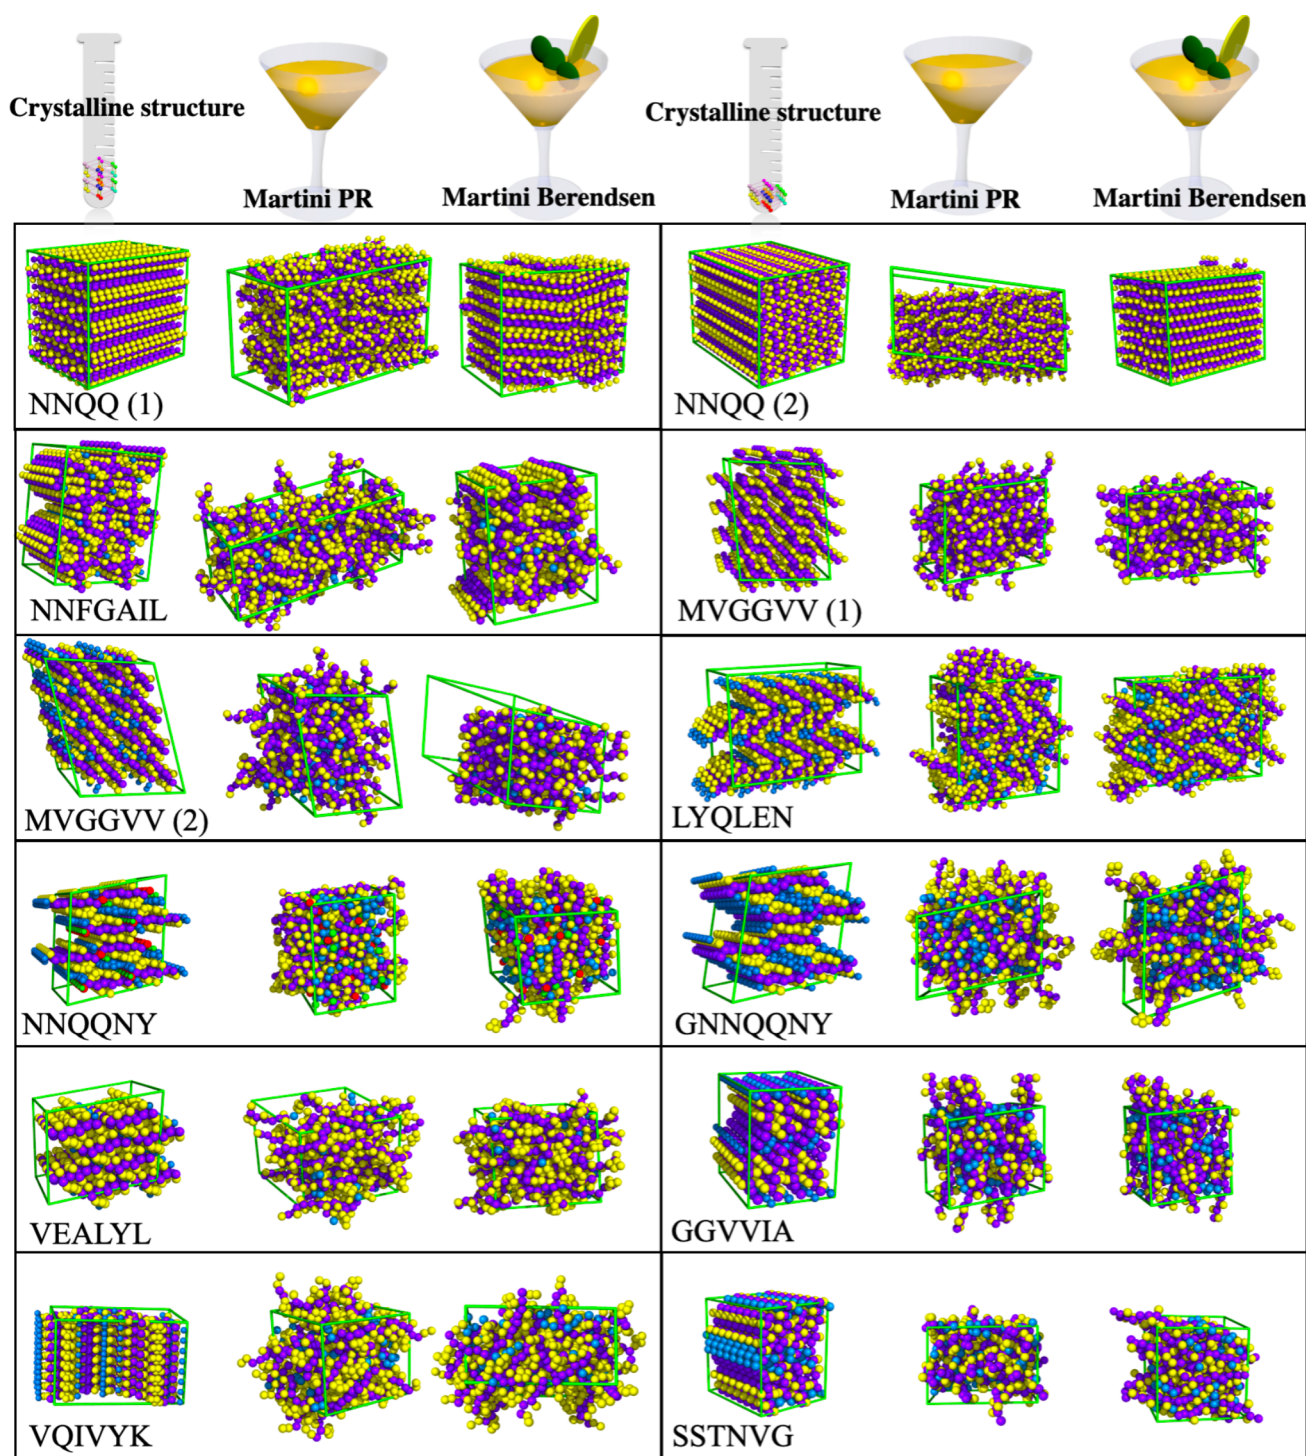 Crystalline structure
Martini PR
Martini Berendsen
Crystalline structure
Martini PR
Martini Berendsen
NNQQ (1)
NNQQ (2)
NNFGAIL
MVGGVV (1)
MVGGVV (2)
LYQLEN
NNQQNY
GNNQQNY
VEALYL
GGVVIA
VQIVYK
SSTNVG